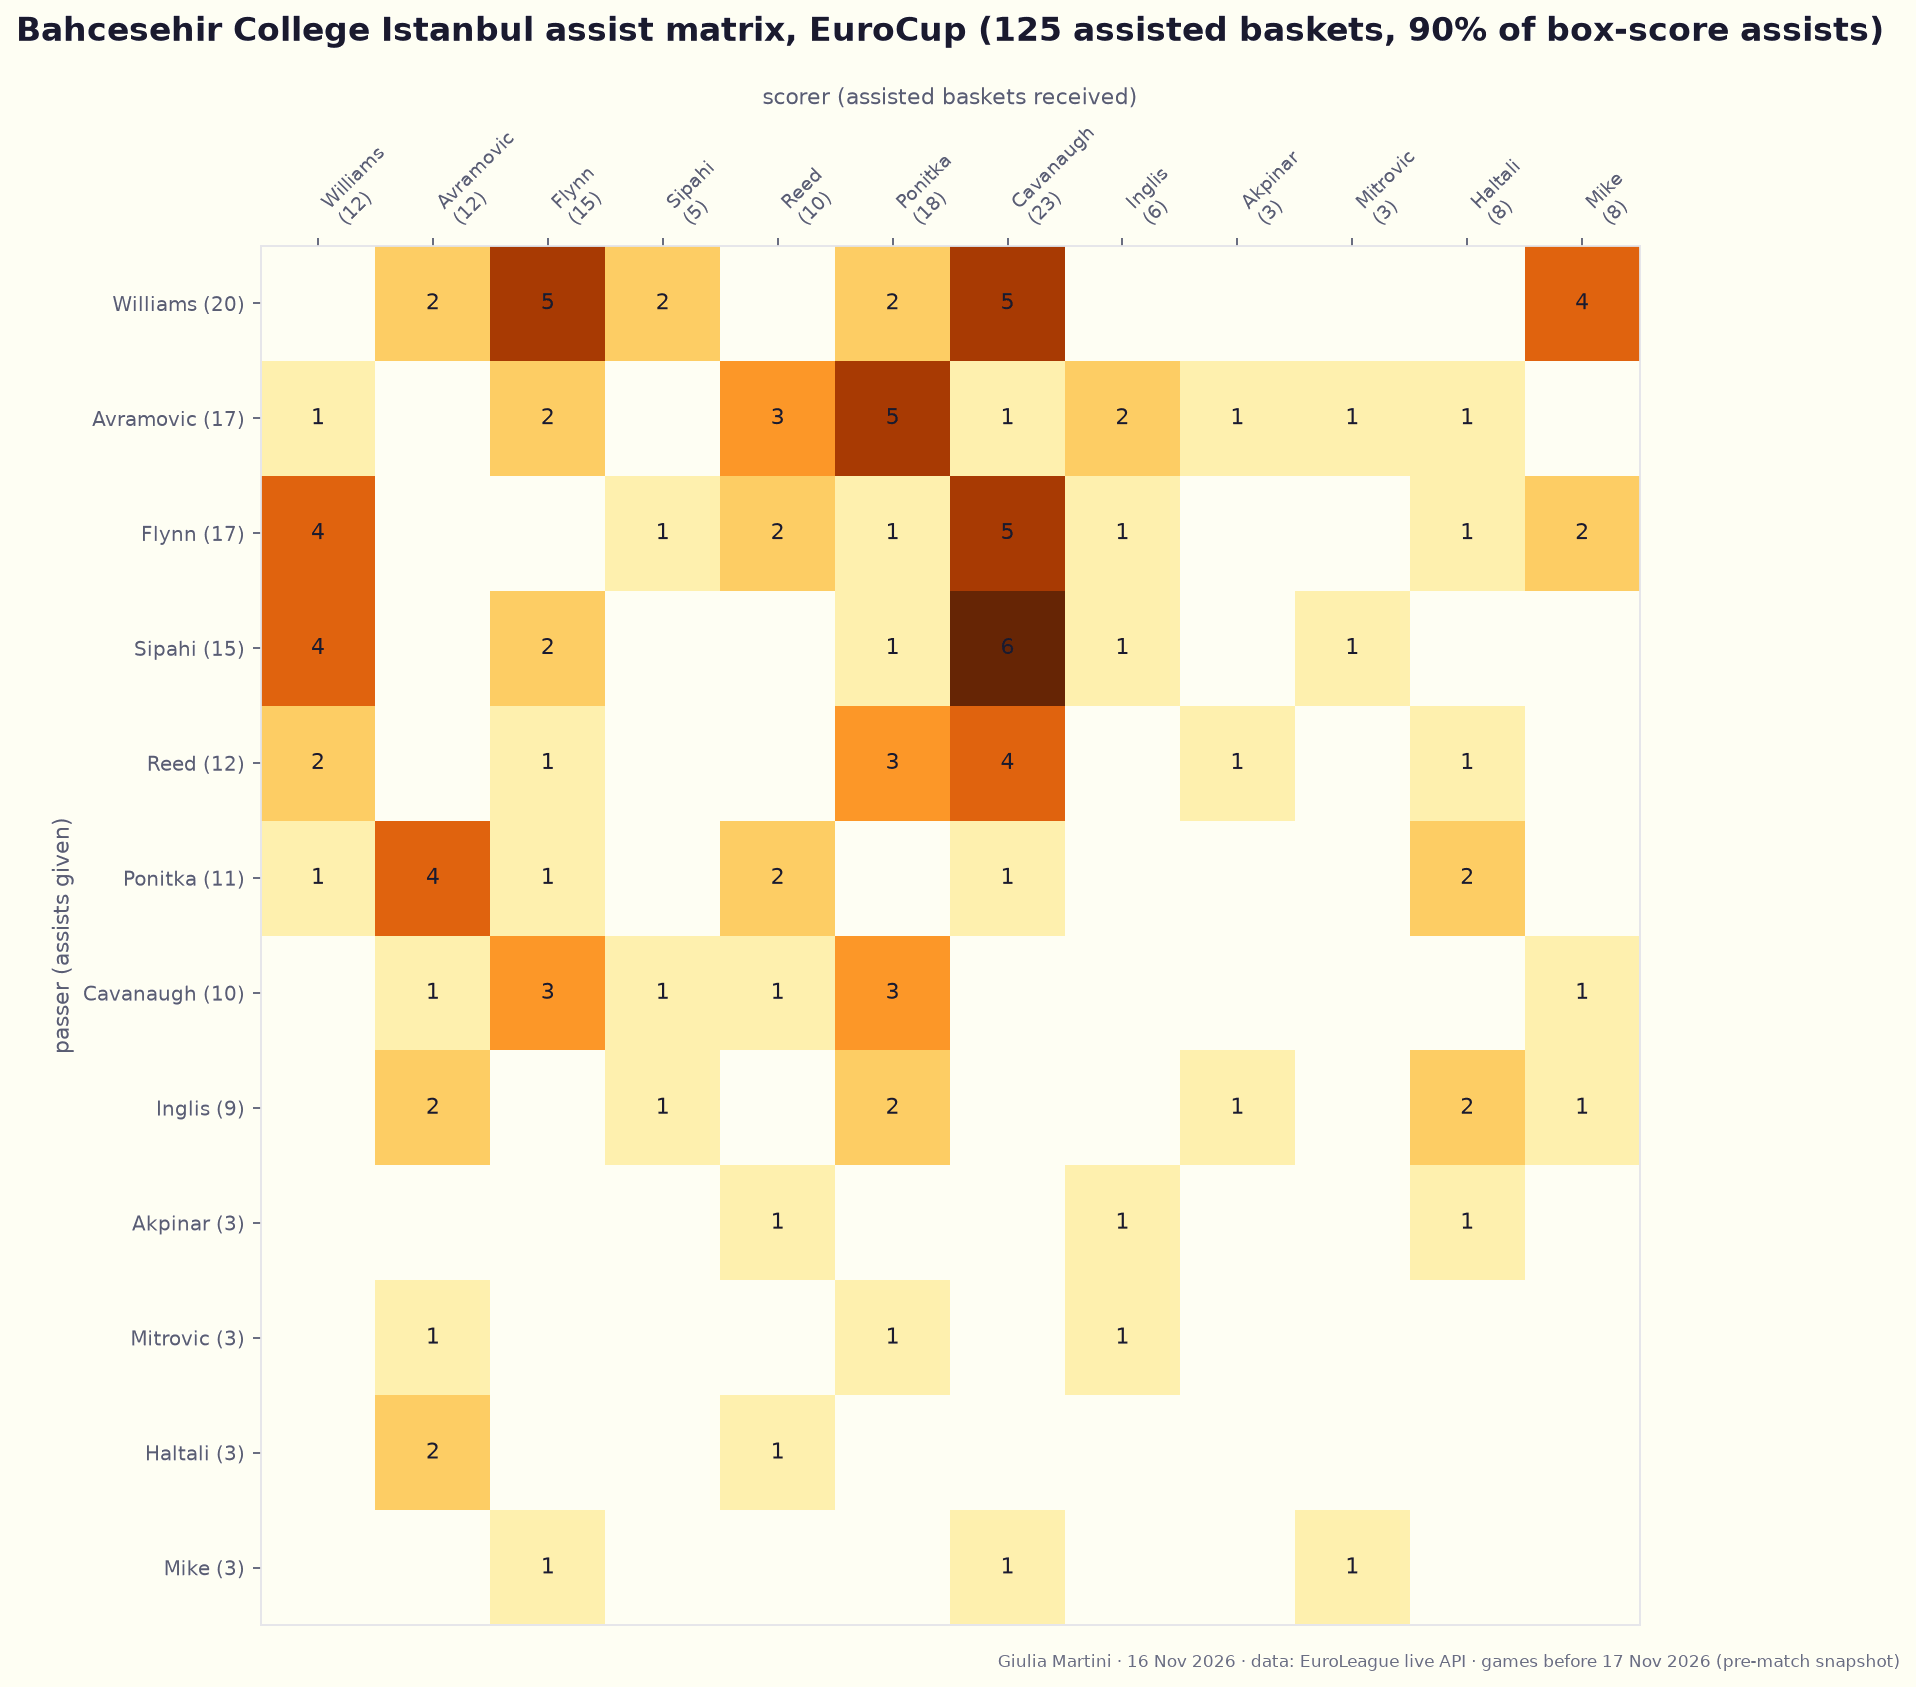 Bahcesehir College Istanbul assist matrix, EuroCup (125 assisted baskets, 90% of box-score assists)
scorer (assisted baskets received)
Williams (12)
Avramovic (12)
Flynn (15)
Sipahi (5)
Reed (10)
Ponitka (18)
Cavanaugh (23)
Inglis (6)
Akpinar (3)
Mitrovic (3)
Haltali (8)
Mike (8)
passer (assists given)
Williams (20) 2 5 2 2 5 4
Avramovic (17) 1 2 3 5 1 2 1 1 1
Flynn (17) 4 1 2 1 5 1 1 2
Sipahi (15) 4 2 1 6 1 1
Reed (12) 2 1 3 4 1 1
Ponitka (11) 1 4 1 2 1 2
Cavanaugh (10) 1 3 1 1 3 1
Inglis (9) 2 1 2 1 2 1
Akpinar (3) 1 1 1
Mitrovic (3) 1 1 1
Haltali (3) 2 1
Mike (3) 1 1 1
Giulia Martini · 16 Nov 2026 · data: EuroLeague live API · games before 17 Nov 2026 (pre-match snapshot)